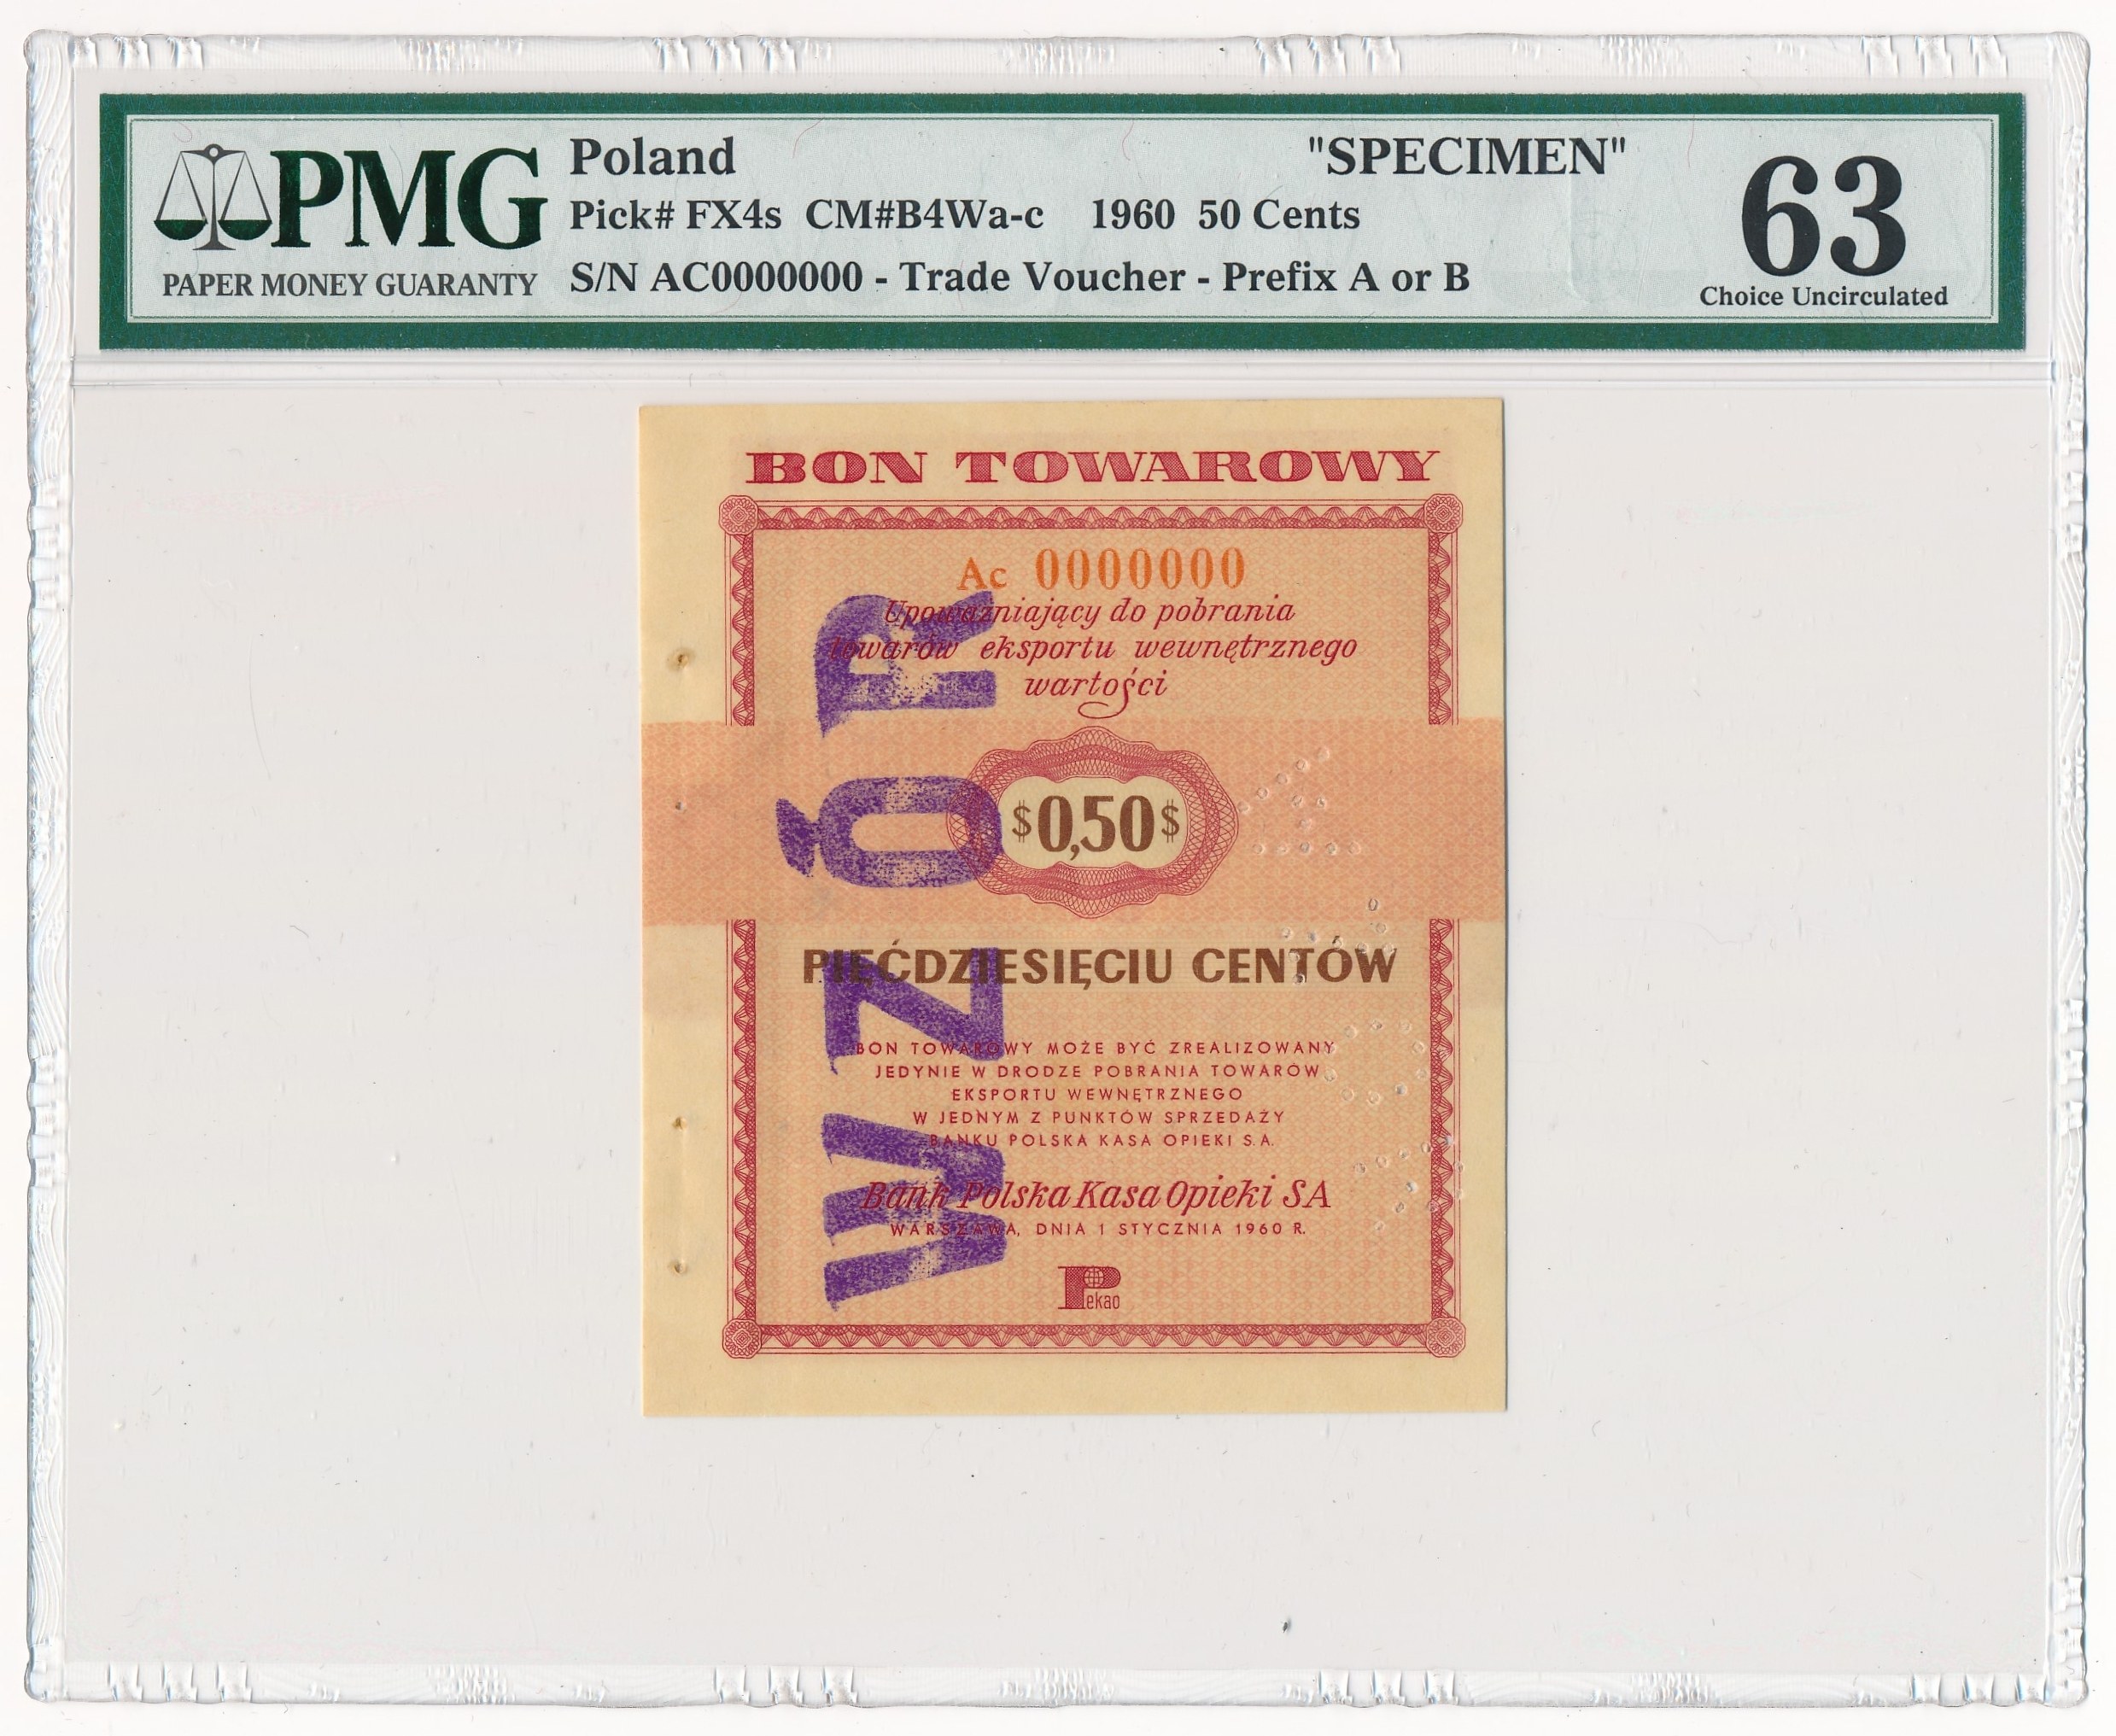 PMG
PAPER MONEY GUARANTY
Poland "SPECIMEN"
Pick# FX4s CM#B4Wa-c 1960 50 Cents
S/N AC0000000 - Trade Voucher - Prefix A or B
63
Choice Uncirculated
BON TOWAROWY
Ac 0000000
Upoważniający do pobrania
towarów eksportu wewnętrznego
wartości
$0,50$
PIĘĆDZIESIĘCIU CENTÓW
BON TOWAROWY MOŻE BYĆ ZREALIZOWANY
JEDYNIE W DRODZE POBRANIA TOWARÓW
EKSPORTU WEWNĘTRZNEGO
W JEDNYM Z PUNKTÓW SPRZEDAŻY
BANKU POLSKA KASA OPIEKI S.A.
Bank Polska Kasa Opieki SA
WARSZAWA, DNIA 1 STYCZNIA 1960 R.
Pekao
WZÓR